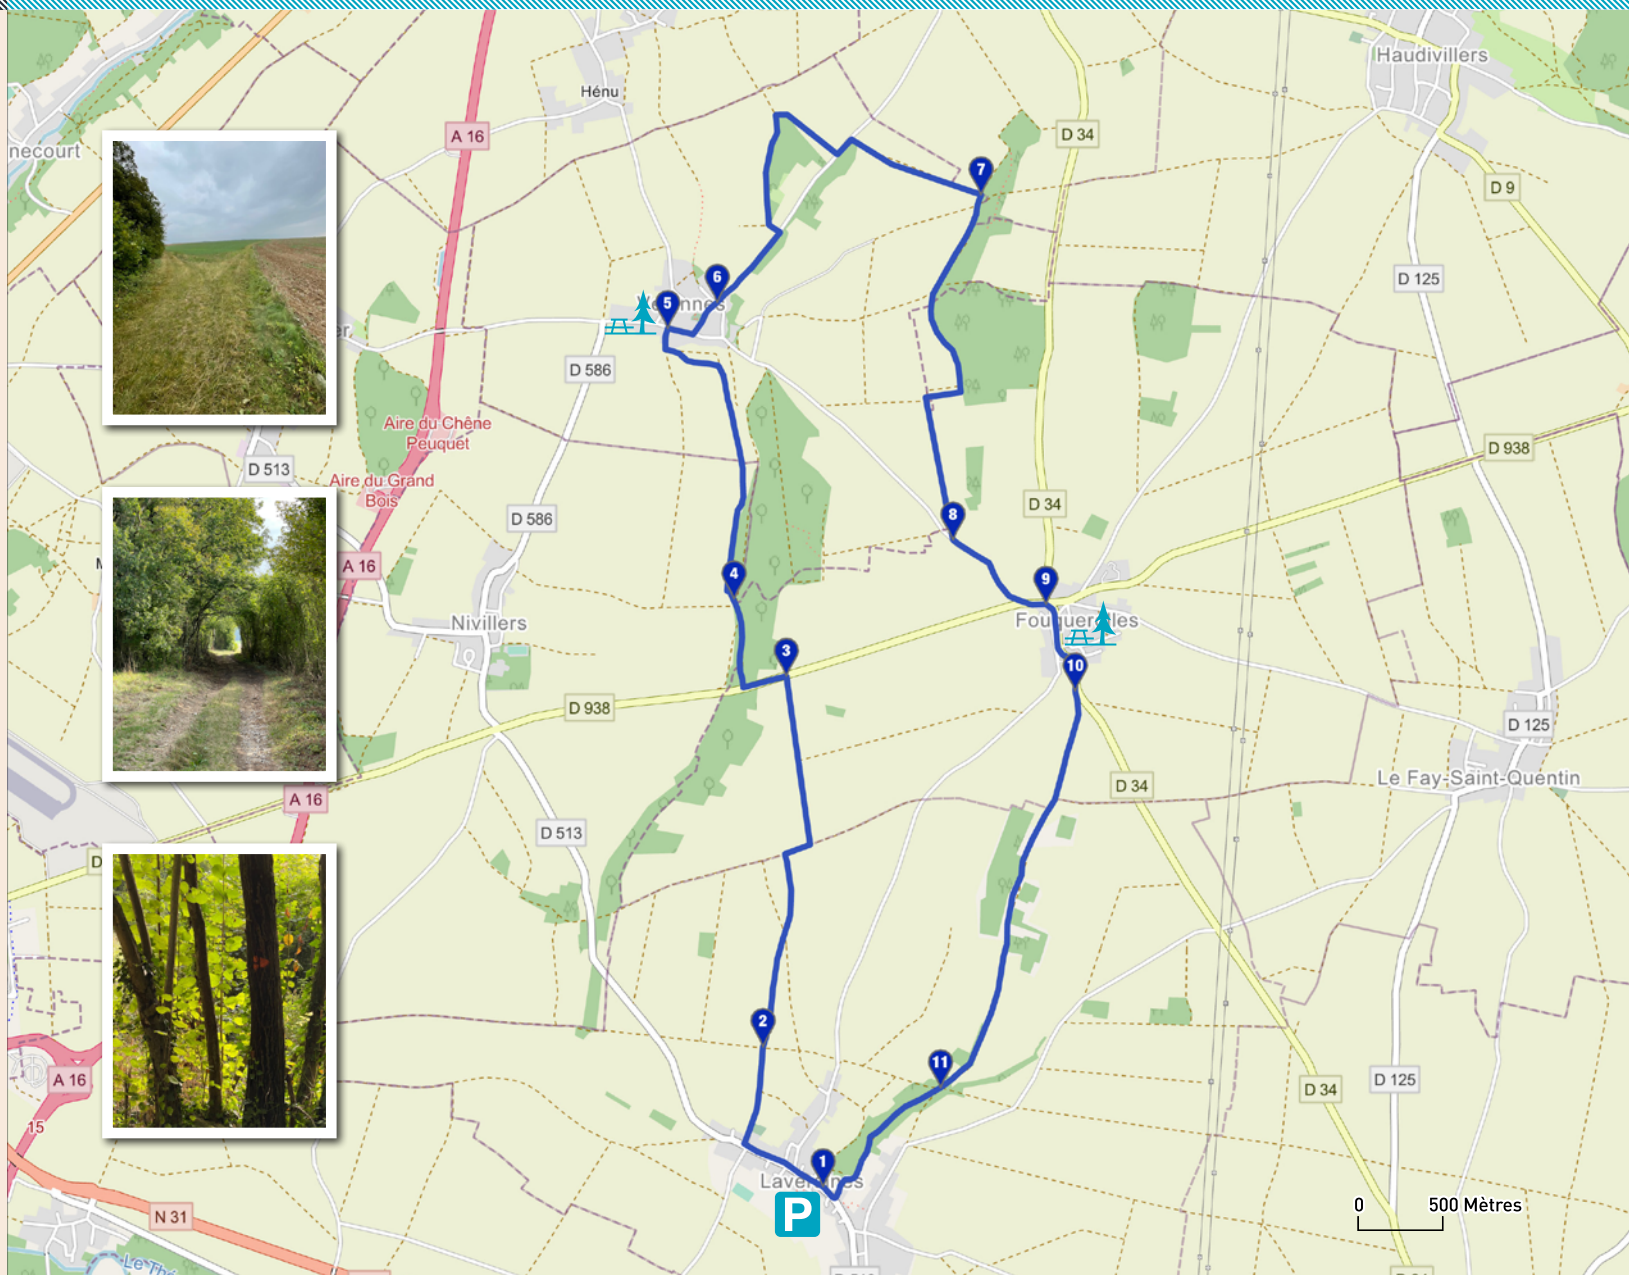 Haudivillers
Hénu
A 16
D 34
necourt
7
D 9
D 125
6
5
D 586
Aire du Chêne
Peuquet
D 938
D 513
Aire du Grand
Bois
D 34
D 586
8
A 16
4
9
Nivillers
3
10
D 938
D 125
Le Fay-Saint-Quentin
D 34
A 16
D 513
2
11
A 16
D 34
D 125
15
1
P
N 31
0
500 Mètres